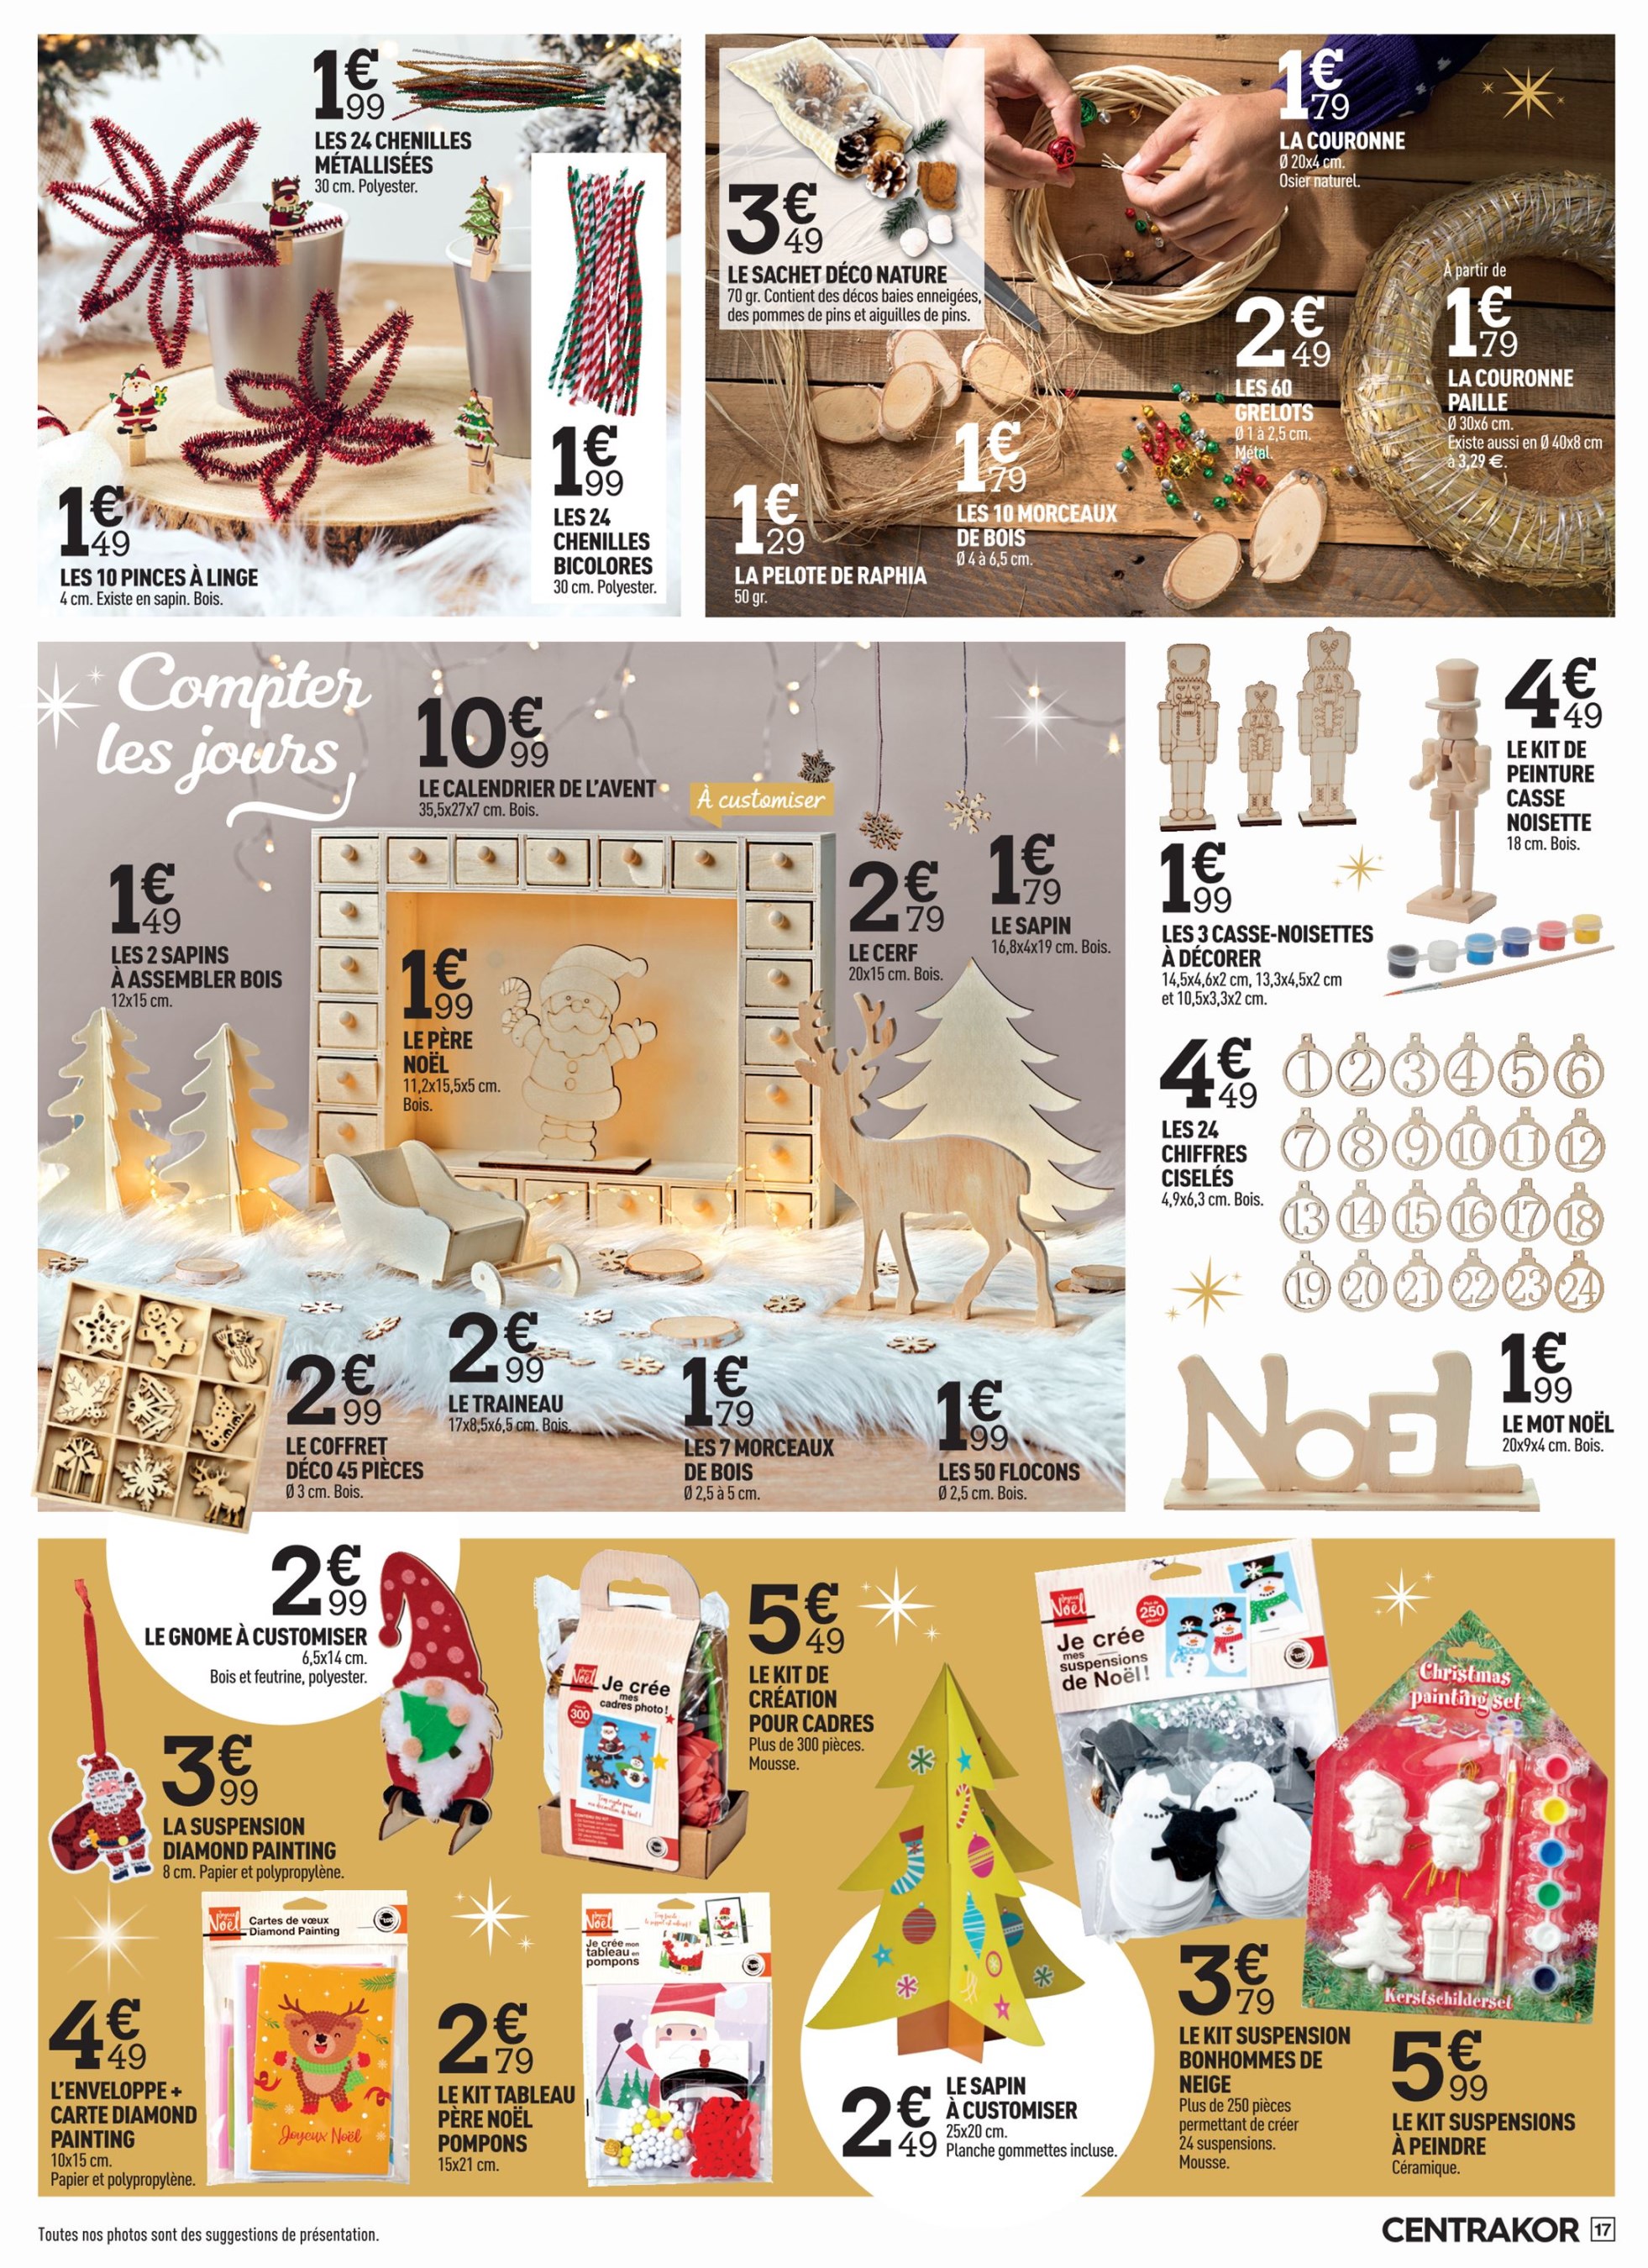 1€99
LES 24 CHENILLES
MÉTALLISÉES
30 cm. Polyester.
1€99
LES 24
CHENILLES
BICOLORES
30 cm. Polyester.
1€49
LES 10 PINCES À LINGE
4 cm. Existe en sapin. Bois.
3€49
LE SACHET DÉCO NATURE
70 gr. Contient des décos baies enneigées,
des pommes de pins et aiguilles de pins.
1€79
LA COURONNE
Ø 20x4 cm.
Osier naturel.
2€49
LES 60
GRELOTS
Ø 1 à 2,5 cm.
Métal.
À partir de
1€79
LA COURONNE
PAILLE
Ø 30x6 cm.
Existe aussi en Ø 40x8 cm
à 3,29 €.
1€79
LES 10 MORCEAUX
DE BOIS
Ø 4 à 6,5 cm.
1€29
LA PELOTE DE RAPHIA
50 gr.
Compter
les jours
10€99
LE CALENDRIER DE L'AVENT
35,5x27x7 cm. Bois.
À customiser
1€49
LES 2 SAPINS
À ASSEMBLER BOIS
12x15 cm.
1€99
LE PÈRE
NOËL
11,2x15,5x5 cm.
Bois.
2€79
LE CERF
20x15 cm. Bois.
1€79
LE SAPIN
16,8x4x19 cm. Bois.
2€99
LE COFFRET
DÉCO 45 PIÈCES
Ø 3 cm. Bois.
2€99
LE TRAINEAU
17x8,5x6,5 cm. Bois.
1€79
LES 7 MORCEAUX
DE BOIS
Ø 2,5 à 5 cm.
1€99
LES 50 FLOCONS
Ø 2,5 cm. Bois.
4€49
LE KIT DE
PEINTURE
CASSE
NOISETTE
18 cm. Bois.
1€99
LES 3 CASSE-NOISETTES
À DÉCORER
14,5x4,6x2 cm, 13,3x4,5x2 cm
et 10,5x3,3x2 cm.
4€49
LES 24
CHIFFRES
CISELÉS
4,9x6,3 cm. Bois.
1 2 3 4 5 6
7 8 9 10 11 12
13 14 15 16 17 18
19 20 21 22 23 24
NOEL
1€99
LE MOT NOËL
20x9x4 cm. Bois.
2€99
LE GNOME À CUSTOMISER
6,5x14 cm.
Bois et feutrine, polyester.
3€99
LA SUSPENSION
DIAMOND PAINTING
8 cm. Papier et polypropylène.
Noël
Je crée
mes
cadres photo !
300
5€49
LE KIT DE
CRÉATION
POUR CADRES
Plus de 300 pièces.
Mousse.
Noël
Plus de
250
Je crée
mes
suspensions
de Noël !
Christmas
painting set
Kerstschilderset
4€49
L'ENVELOPPE +
CARTE DIAMOND
PAINTING
10x15 cm.
Papier et polypropylène.
Noël
Cartes de vœux
Diamond Painting
Joyeux Noël
2€79
LE KIT TABLEAU
PÈRE NOËL
POMPONS
15x21 cm.
Noël
Je crée mon
tableau en
pompons
2€49
LE SAPIN
À CUSTOMISER
25x20 cm.
Planche gommettes incluse.
3€79
LE KIT SUSPENSION
BONHOMMES DE
NEIGE
Plus de 250 pièces
permettant de créer
24 suspensions.
Mousse.
5€99
LE KIT SUSPENSIONS
À PEINDRE
Céramique.
Toutes nos photos sont des suggestions de présentation.
CENTRAKOR 17